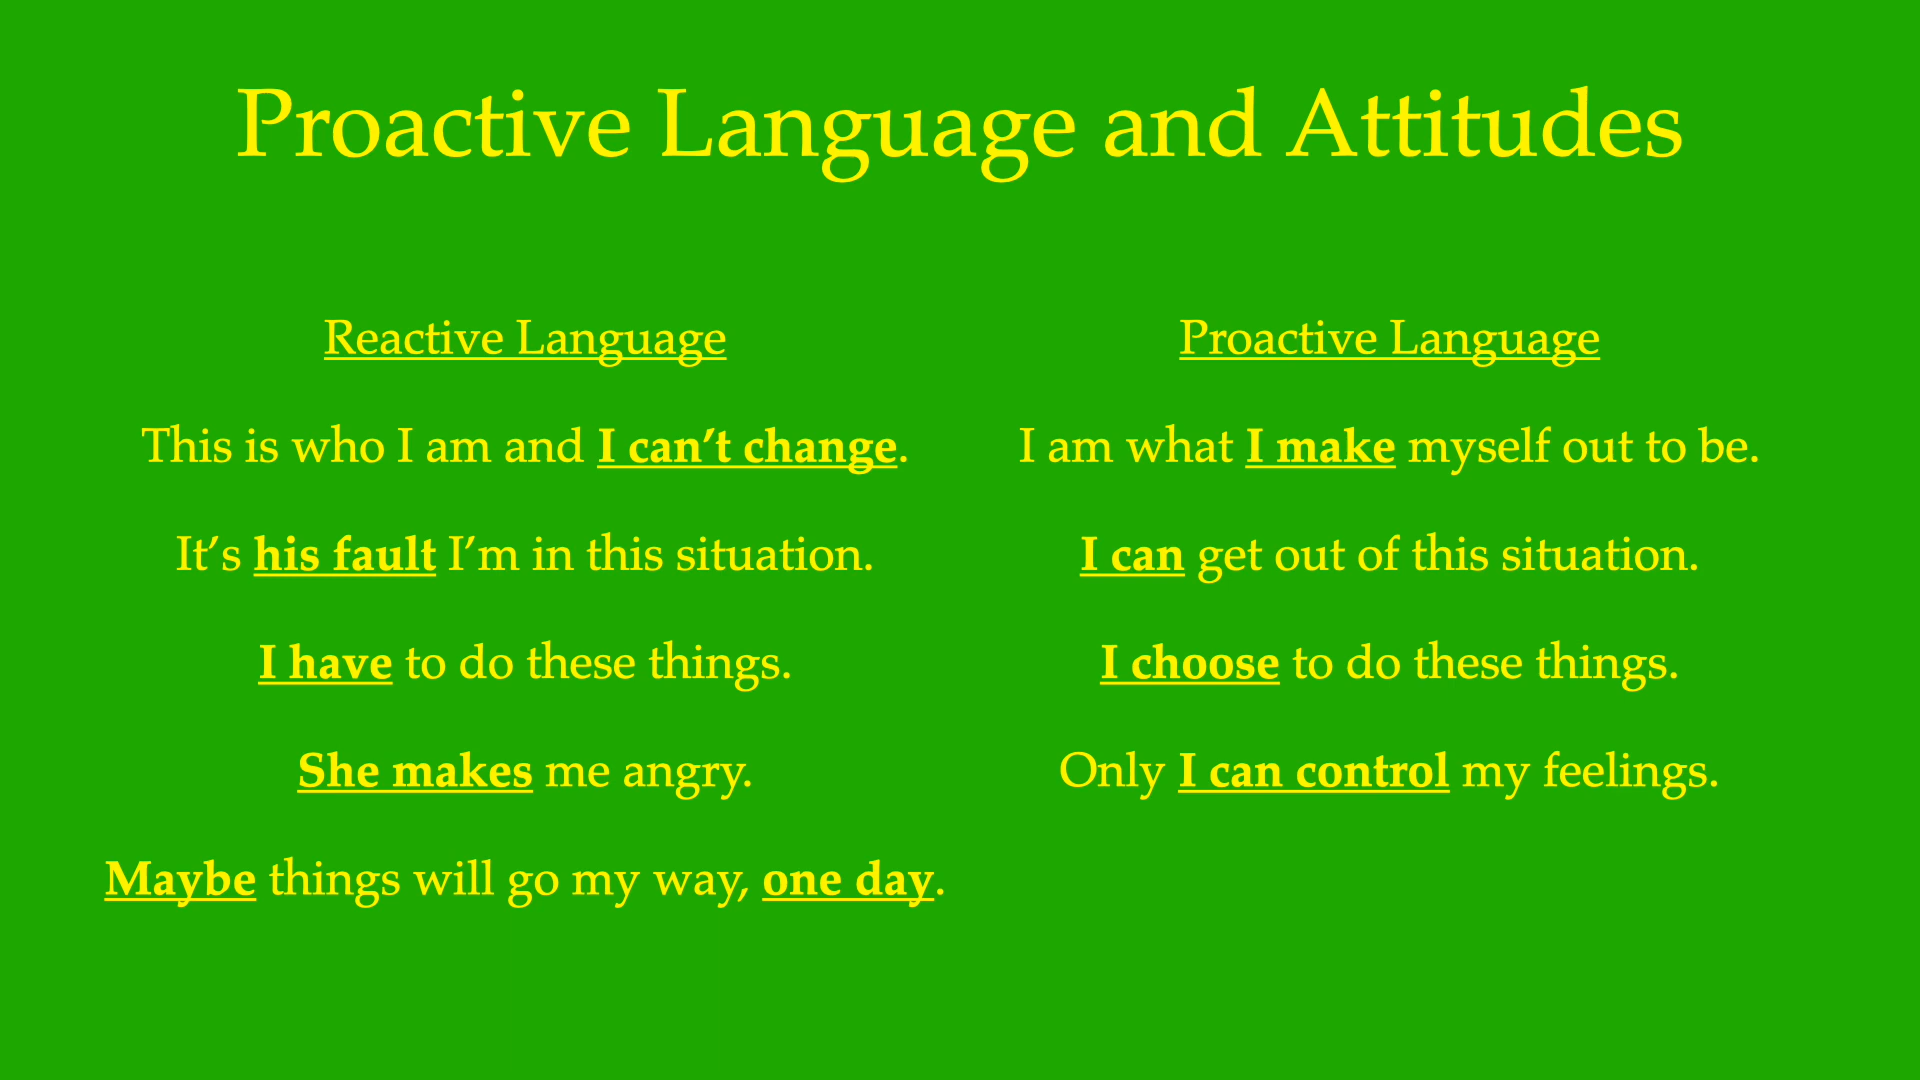 Proactive Language and Attitudes
Reactive Language
This is who I am and I can’t change.
It’s his fault I’m in this situation.
I have to do these things.
She makes me angry.
Maybe things will go my way, one day.
Proactive Language
I am what I make myself out to be.
I can get out of this situation.
I choose to do these things.
Only I can control my feelings.